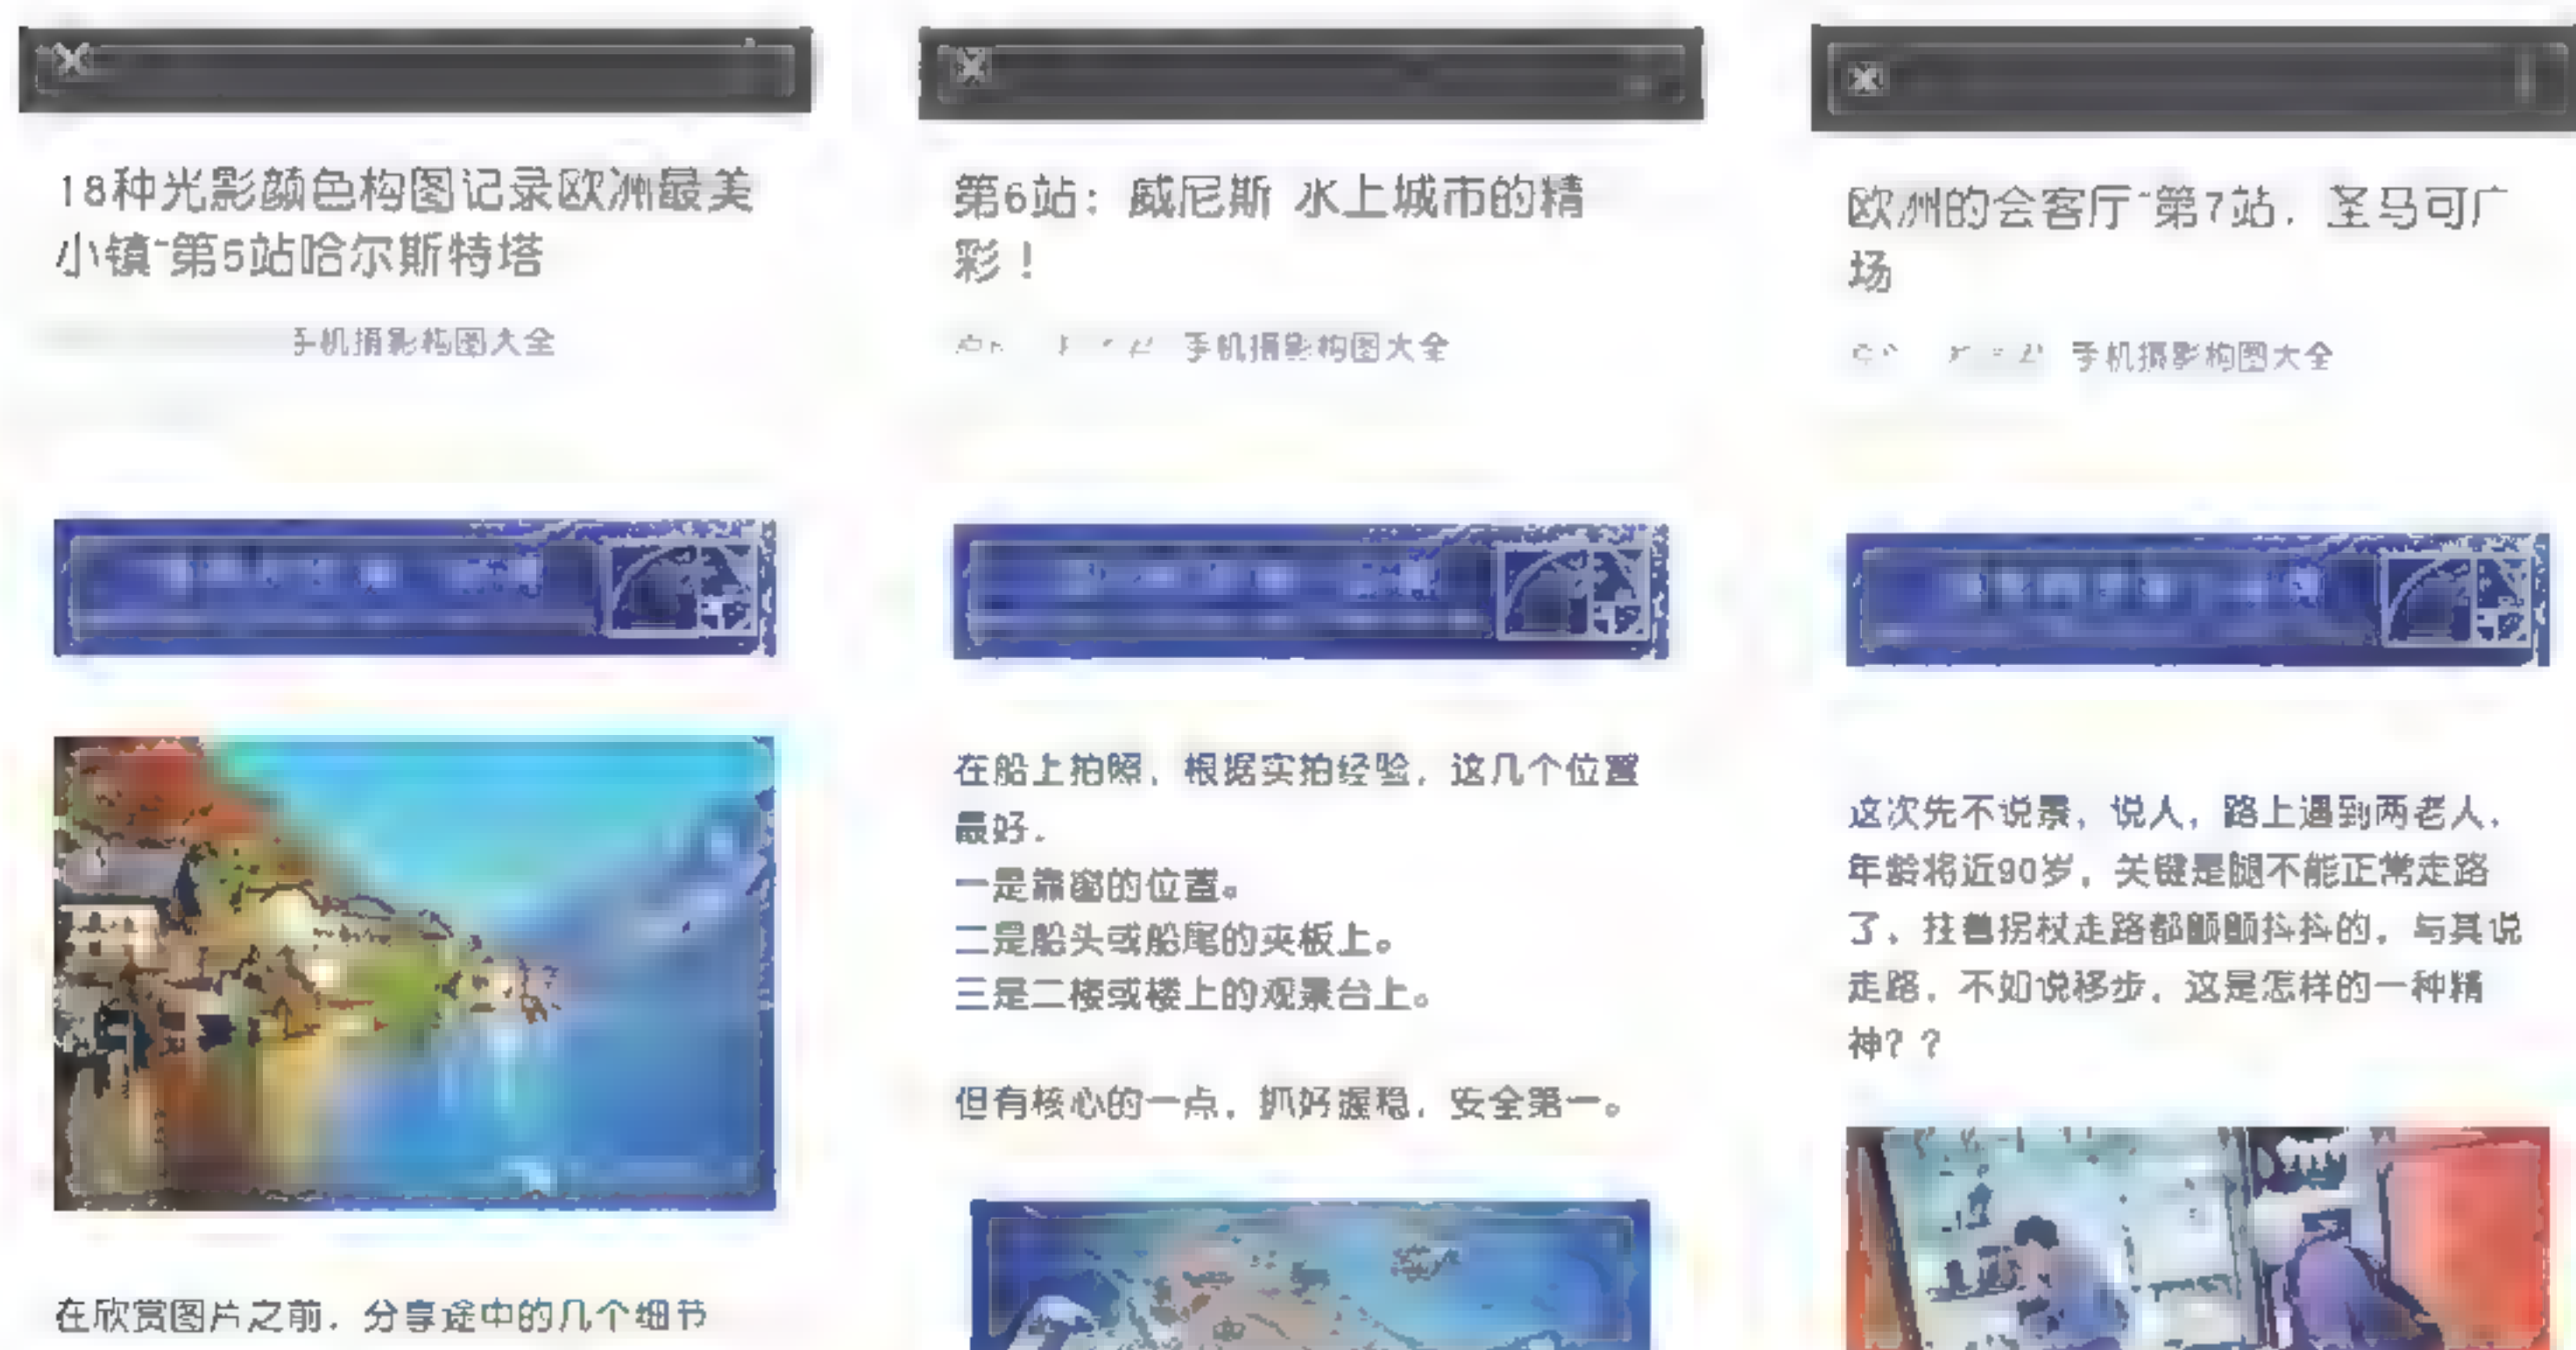 18种光影颜色构图记录欧洲最美
小镇~第5站哈尔斯特塔
手机摄影构图大全
在欣赏图片之前，分享途中的几个细节
第6站：威尼斯 水上城市的精
彩！
手机摄影构图大全
在船上拍照，根据实拍经验，这几个位置
最好。
一是靠窗的位置。
二是船头或船尾的夹板上。
三是二楼或楼上的观景台上。
但有核心的一点，抓好握稳，安全第一。
欧洲的会客厅~第7站，圣马可广
场
手机摄影构图大全
这次先不说景，说人，路上遇到两老人，
年龄将近90岁，关键是腿不能正常走路
了，拄着拐杖走路都颤颤抖抖的，与其说
走路，不如说移步，这是怎样的一种精
神？？